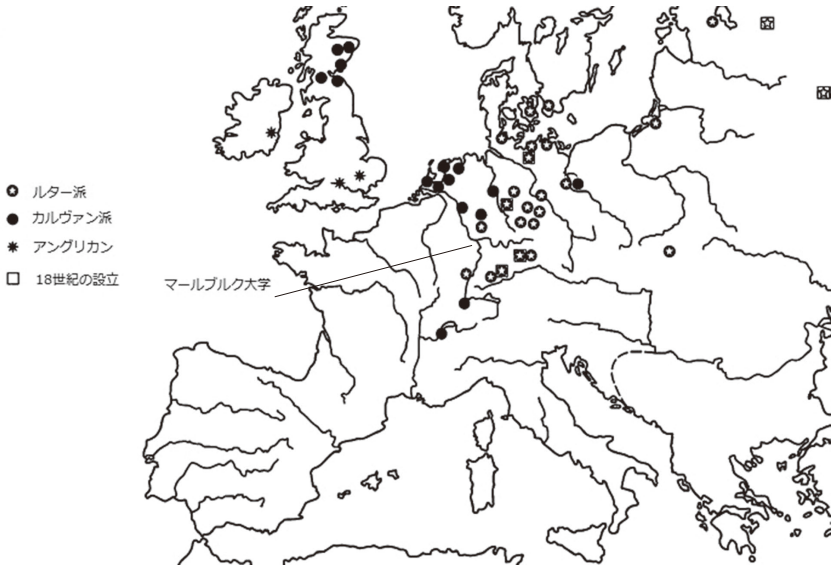 ルター派
カルヴァン派
アングリカン
18世紀の設立
マールブルク大学